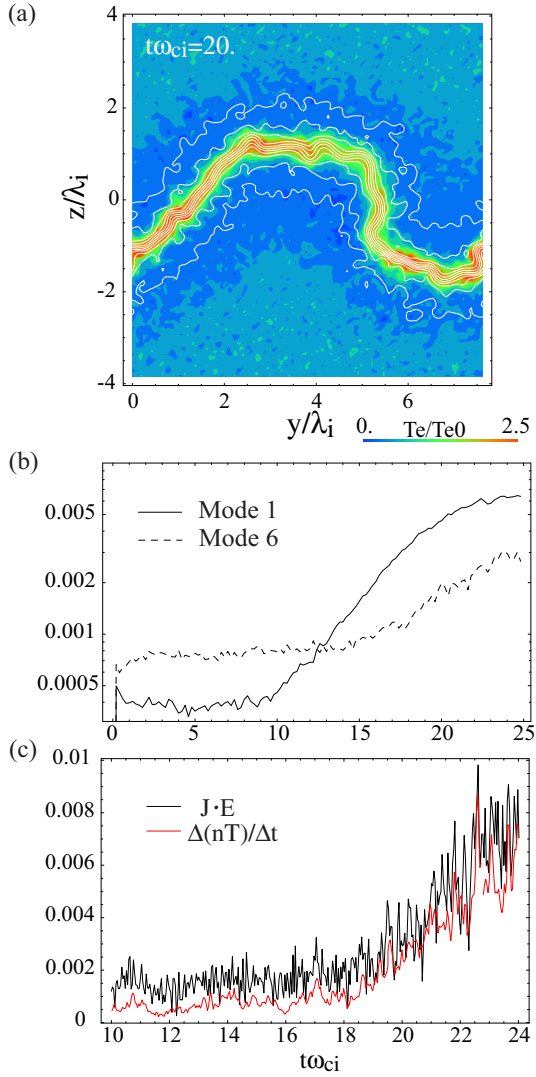 (a)
tω_ci=20.
4
2
0
-2
-4
z/λ_i
0
2
4
6
y/λ_i
0. Te/Te0 2.5
(b)
Mode 1
Mode 6
0.005
0.002
0.001
0.0005
0 5 10 15 20 25
(c)
J·E
Δ(nT)/Δt
0.01
0.008
0.006
0.004
0.002
0
10 12 14 16 18 20 22 24
tω_ci